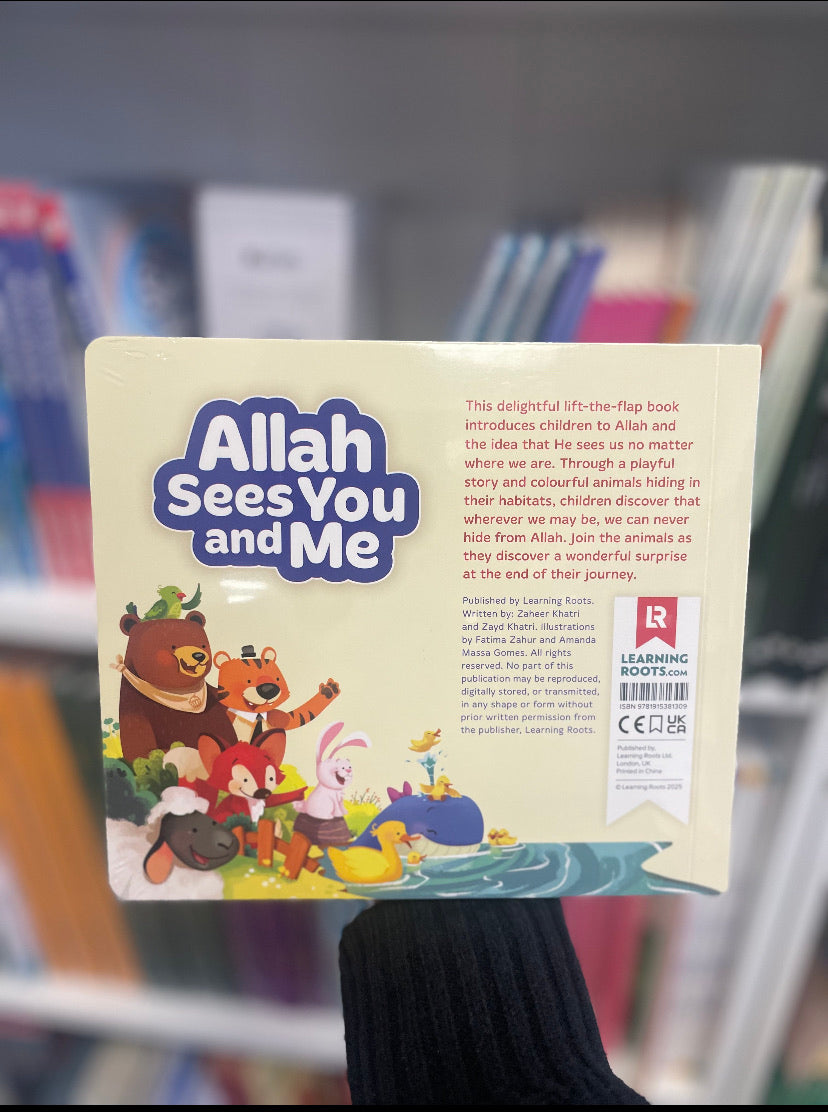 Allah
Sees You
and Me
This delightful lift-the-flap book
introduces children to Allah and
the idea that He sees us no matter
where we are. Through a playful
story and colourful animals hiding in
their habitats, children discover that
wherever we may be, we can never
hide from Allah. Join the animals as
they discover a wonderful surprise
at the end of their journey.
Published by Learning Roots.
Written by: Zaheer Khatri
and Zayd Khatri. Illustrations
by Fatima Zahur and Amanda
Massa Gomes. All rights
reserved. No part of this
publication may be reproduced,
digitally stored, or transmitted,
in any shape or form without
prior written permission from
the publisher, Learning Roots.
LR
LEARNING
ROOTS.COM
ISBN 9781915381309
CE UK
CA
Published by,
Learning Roots Ltd.
London, UK
Printed in China
© Learning Roots 2025